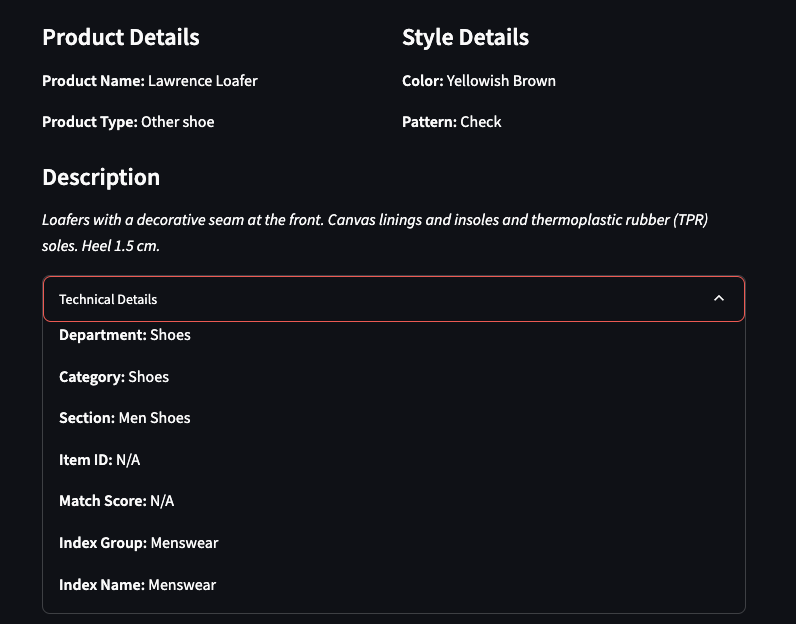 Product Details
Style Details
Product Name: Lawrence Loafer
Color: Yellowish Brown
Product Type: Other shoe
Pattern: Check
Description
Loafers with a decorative seam at the front. Canvas linings and insoles and thermoplastic rubber (TPR)
soles. Heel 1.5 cm.
Technical Details
Department: Shoes
Category: Shoes
Section: Men Shoes
Item ID: N/A
Match Score: N/A
Index Group: Menswear
Index Name: Menswear